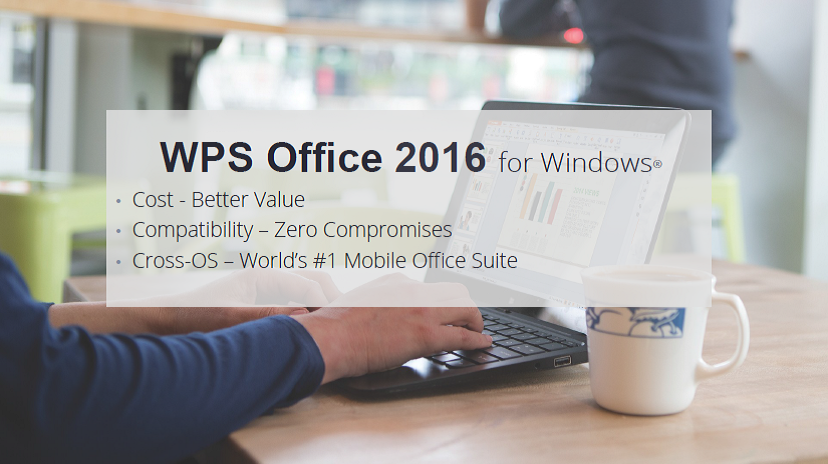 WPS Office 2016 for Windows®
• Cost - Better Value
• Compatibility – Zero Compromises
• Cross-OS – World’s #1 Mobile Office Suite